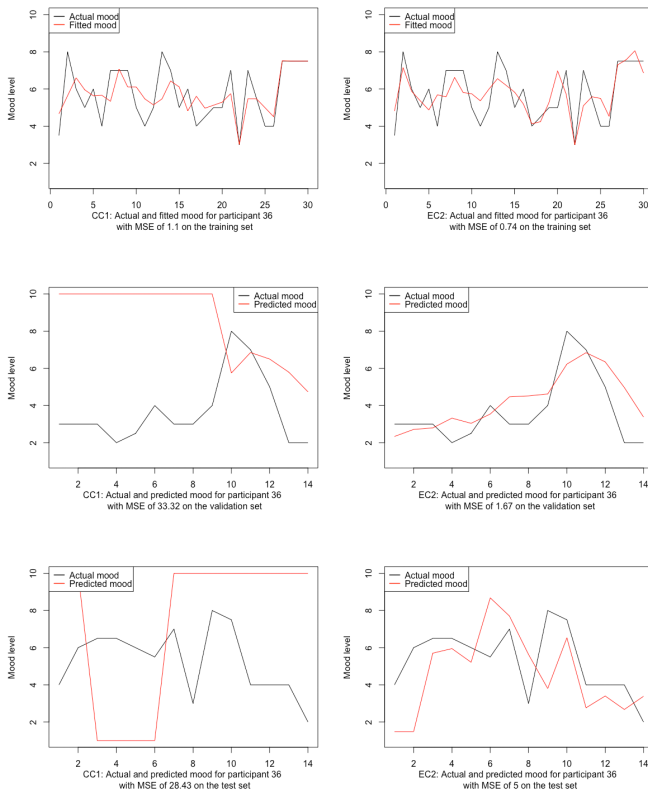 Actual mood
Fitted mood
Mood level
2
4
6
8
10
0
5
10
15
20
25
30
CC1: Actual and fitted mood for participant 36
with MSE of 1.1 on the training set
Actual mood
Fitted mood
Mood level
2
4
6
8
10
0
5
10
15
20
25
30
EC2: Actual and fitted mood for participant 36
with MSE of 0.74 on the training set
Actual mood
Predicted mood
Mood level
2
4
6
8
10
2
4
6
8
10
12
14
CC1: Actual and predicted mood for participant 36
with MSE of 33.32 on the validation set
Actual mood
Predicted mood
Mood level
2
4
6
8
10
2
4
6
8
10
12
14
EC2: Actual and predicted mood for participant 36
with MSE of 1.67 on the validation set
Actual mood
Predicted mood
Mood level
2
4
6
8
10
2
4
6
8
10
12
14
CC1: Actual and predicted mood for participant 36
with MSE of 28.43 on the test set
Actual mood
Predicted mood
Mood level
2
4
6
8
10
2
4
6
8
10
12
14
EC2: Actual and predicted mood for participant 36
with MSE of 5 on the test set